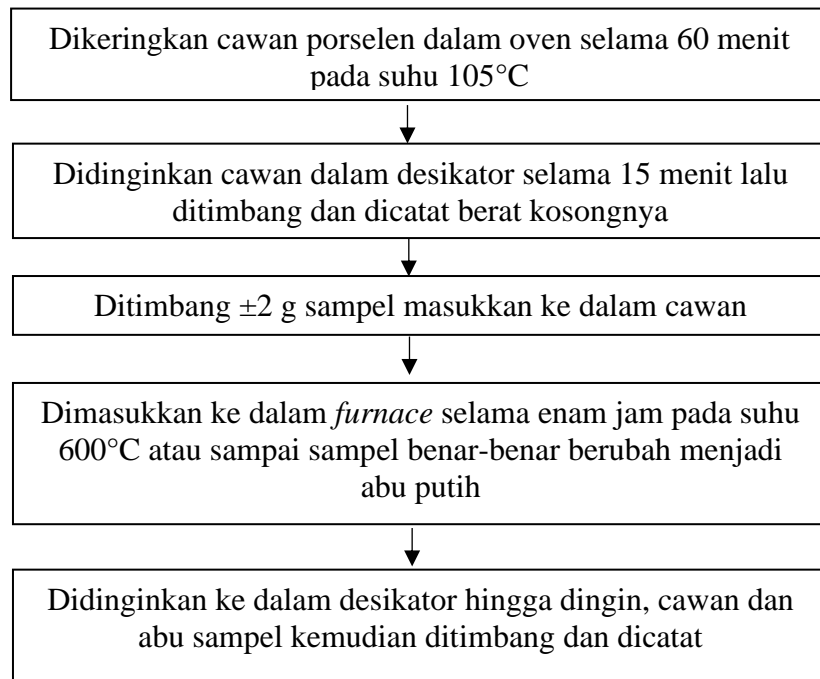 Dikeringkan cawan porselen dalam oven selama 60 menit
pada suhu 105°C
Didinginkan cawan dalam desikator selama 15 menit lalu
ditimbang dan dicatat berat kosongnya
Ditimbang ±2 g sampel masukkan ke dalam cawan
Dimasukkan ke dalam furnace selama enam jam pada suhu
600°C atau sampai sampel benar-benar berubah menjadi
abu putih
Didinginkan ke dalam desikator hingga dingin, cawan dan
abu sampel kemudian ditimbang dan dicatat